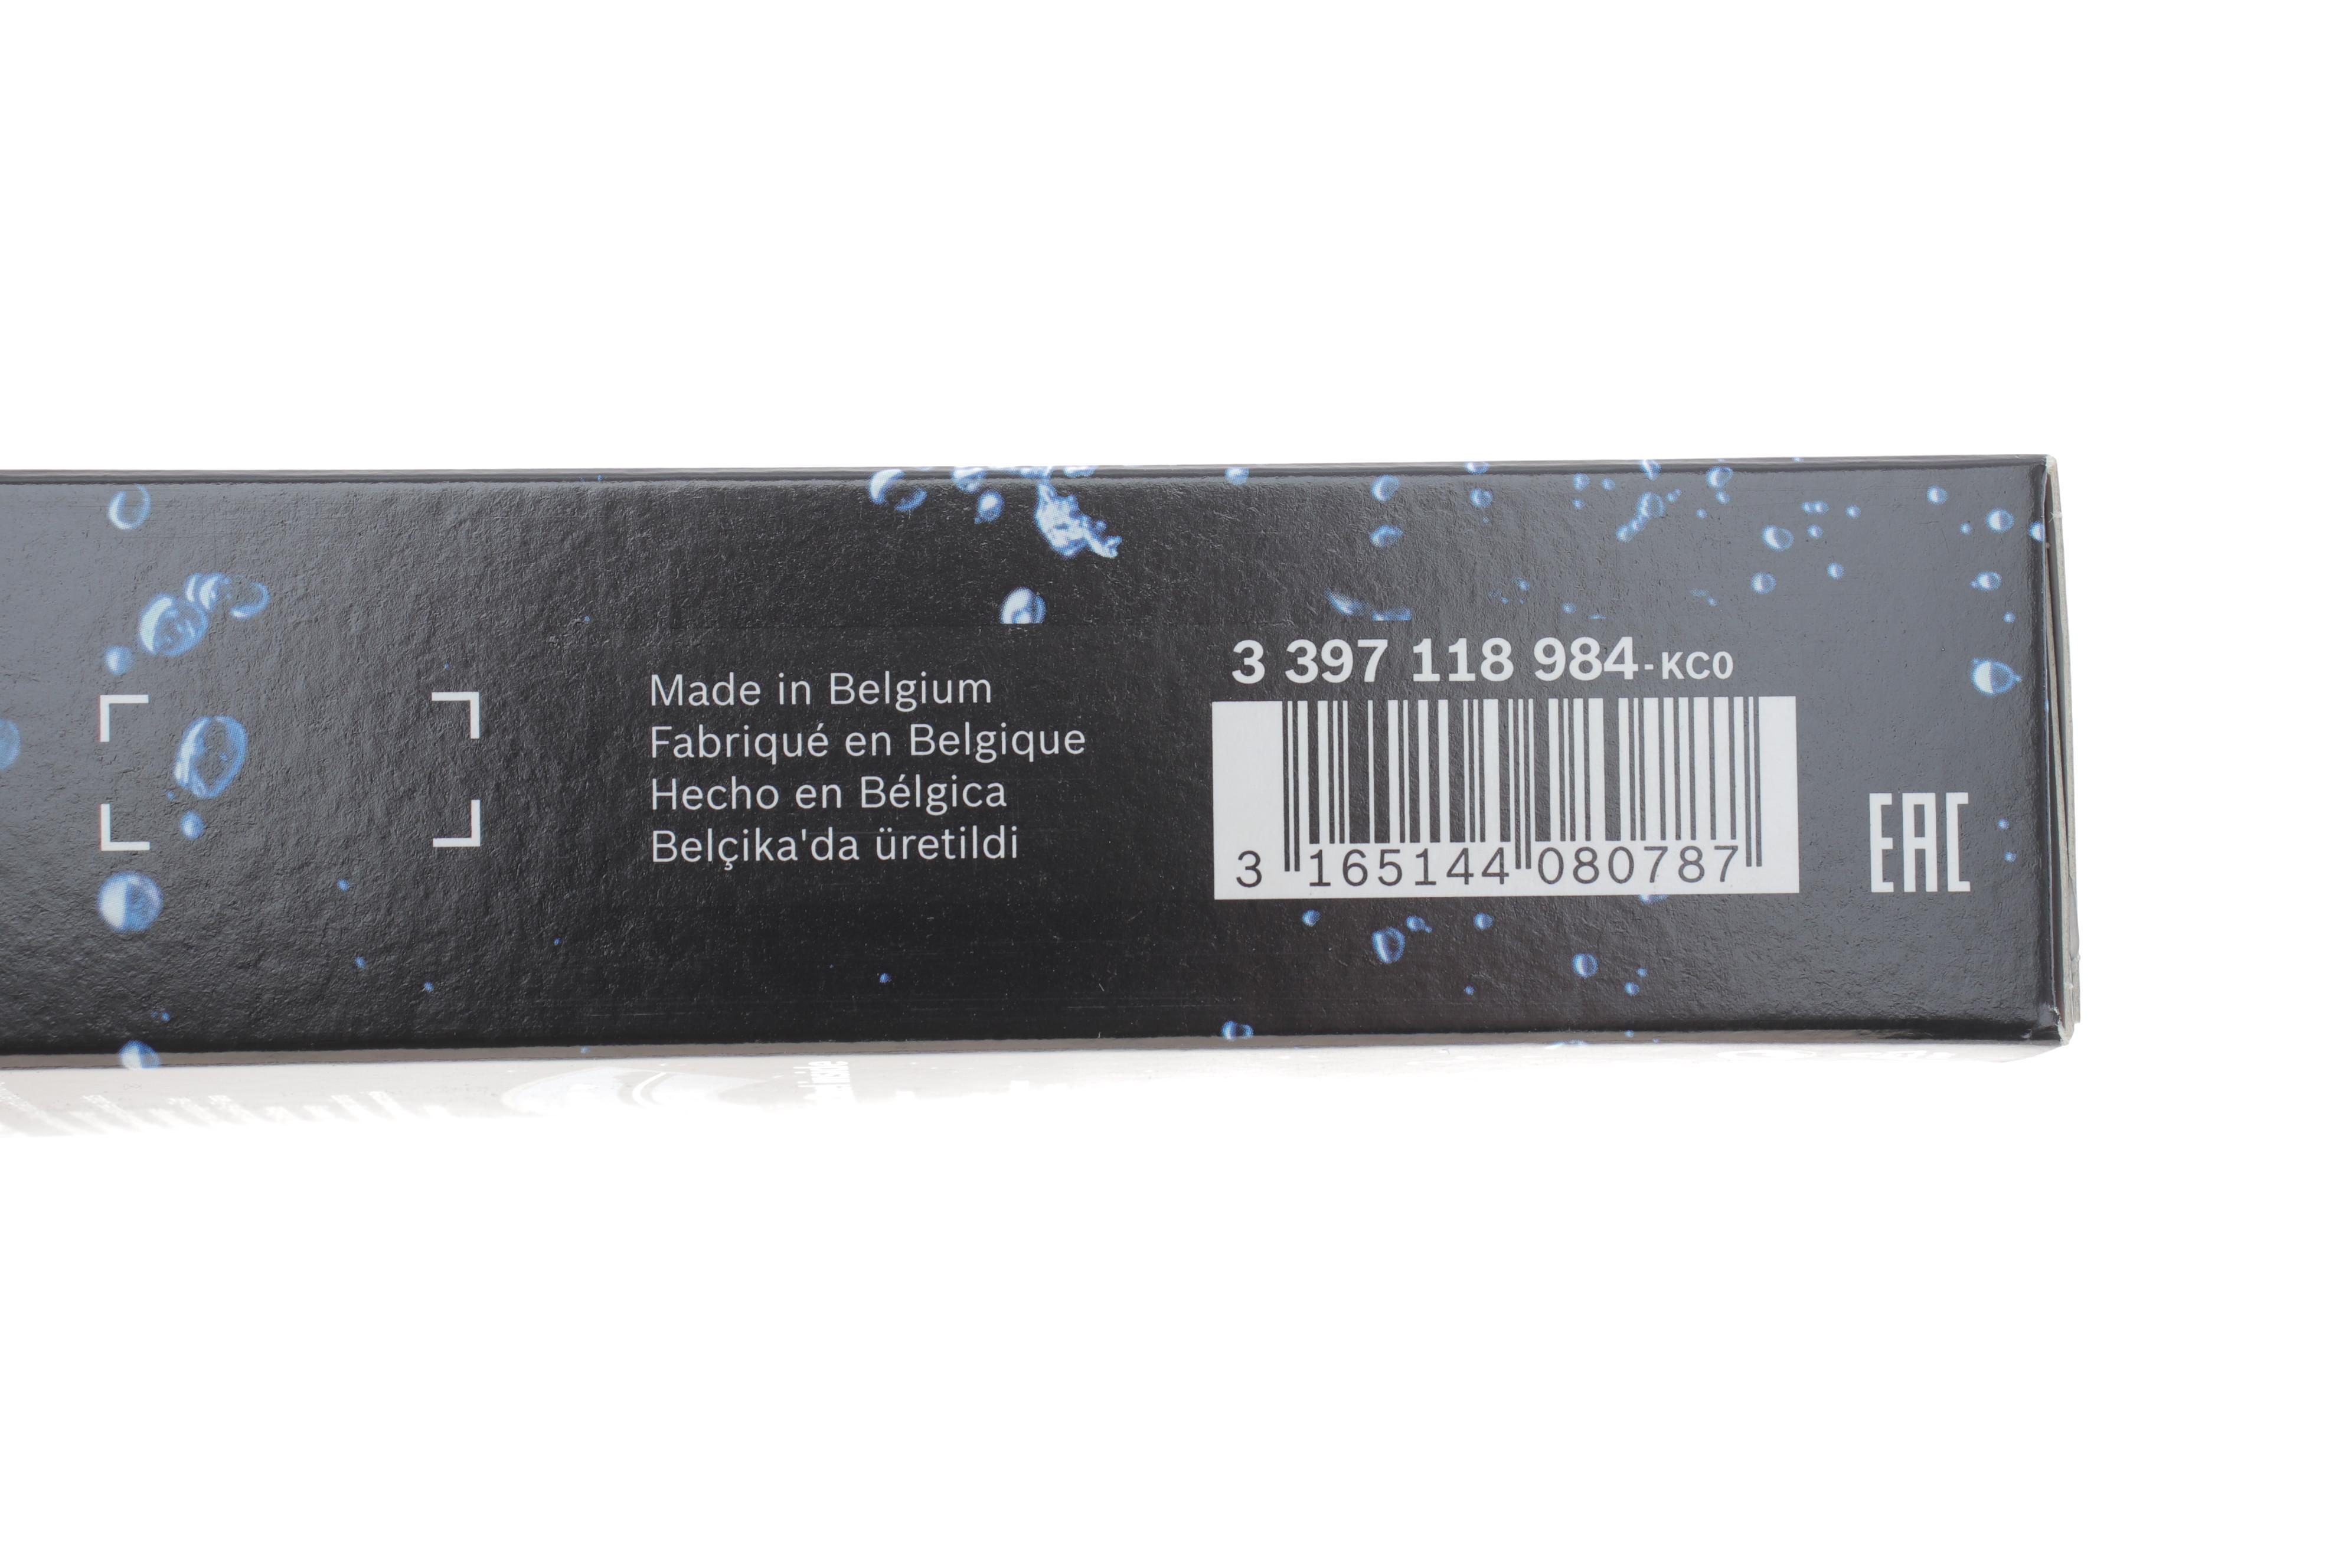 Made in Belgium
Fabriqué en Belgique
Hecho en Bélgica
Belçika'da üretildi
3 397 118 984-KC0
3 165144 080787
EAC